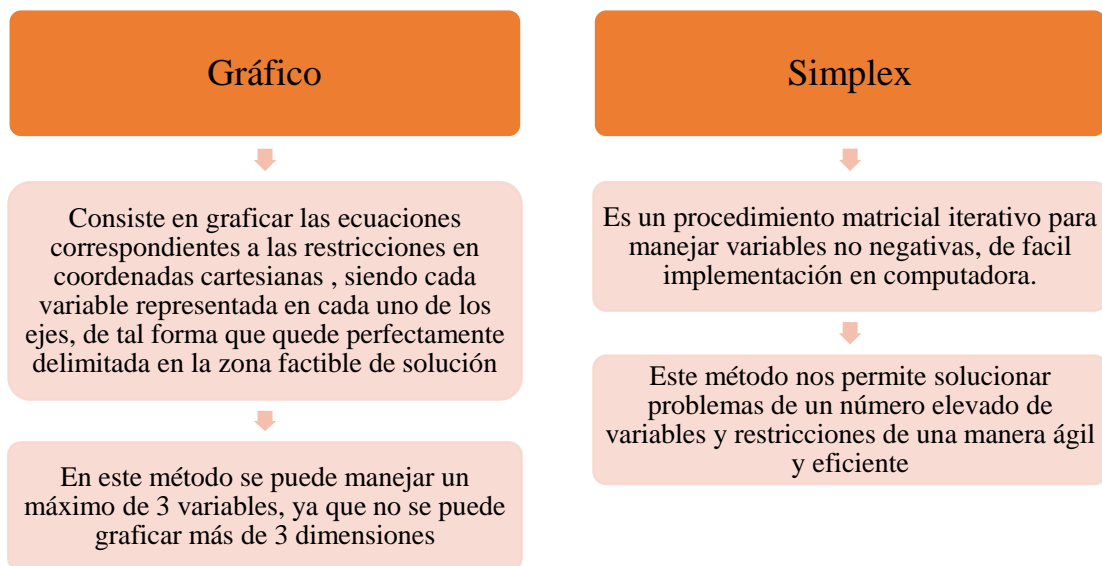 Gráfico
Consiste en graficar las ecuaciones
correspondientes a las restricciones en
coordenadas cartesianas , siendo cada
variable representada en cada uno de los
ejes, de tal forma que quede perfectamente
delimitada en la zona factible de solución
En este método se puede manejar un
máximo de 3 variables, ya que no se puede
graficar más de 3 dimensiones
Simplex
Es un procedimiento matricial iterativo para
manejar variables no negativas, de facil
implementación en computadora.
Este método nos permite solucionar
problemas de un número elevado de
variables y restricciones de una manera ágil
y eficiente